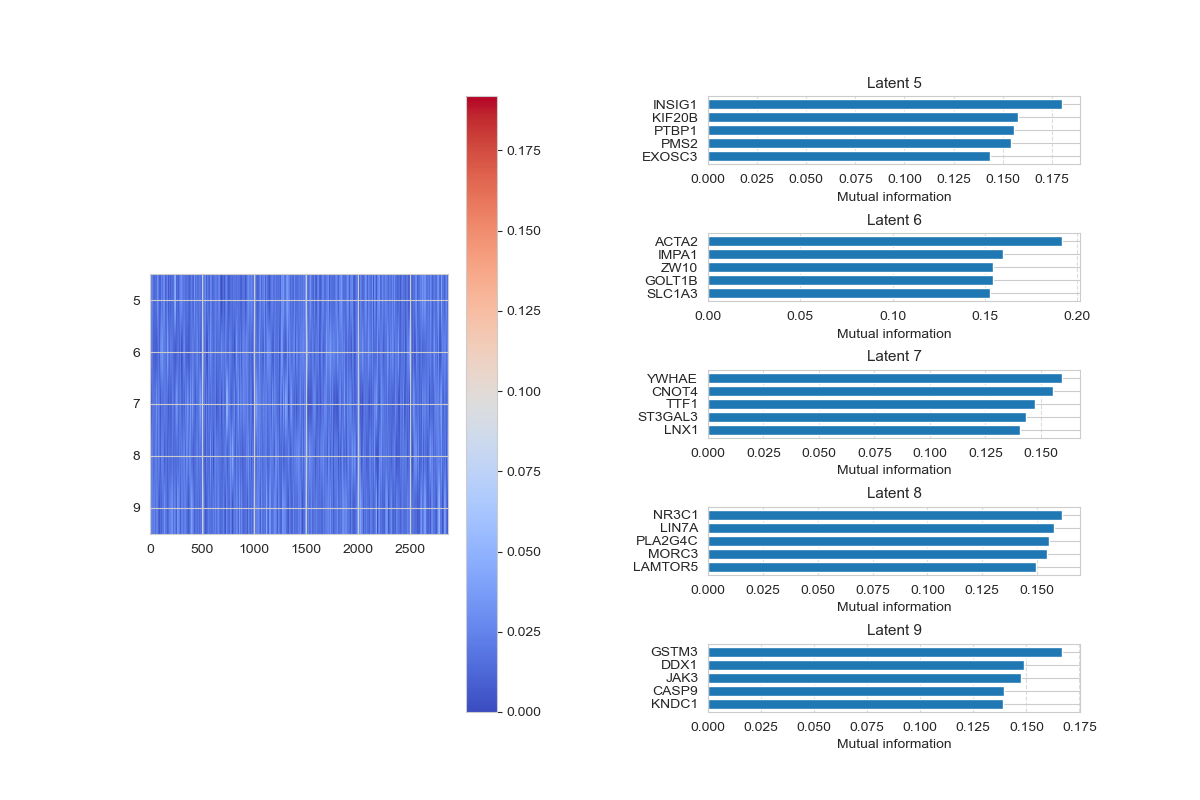 5
6
7
8
9
0 500 1000 1500 2000 2500
0.175
0.150
0.125
0.100
0.075
0.050
0.025
0.000
Latent 5
INSIG1
KIF20B
PTBP1
PMS2
EXOSC3
0.000 0.025 0.050 0.075 0.100 0.125 0.150 0.175
Mutual information
Latent 6
ACTA2
IMPA1
ZW10
GOLT1B
SLC1A3
0.00 0.05 0.10 0.15 0.20
Mutual information
Latent 7
YWHAE
CNOT4
TTF1
ST3GAL3
LNX1
0.000 0.025 0.050 0.075 0.100 0.125 0.150
Mutual information
Latent 8
NR3C1
LIN7A
PLA2G4C
MORC3
LAMTOR5
0.000 0.025 0.050 0.075 0.100 0.125 0.150
Mutual information
Latent 9
GSTM3
DDX1
JAK3
CASP9
KNDC1
0.000 0.025 0.050 0.075 0.100 0.125 0.150 0.175
Mutual information